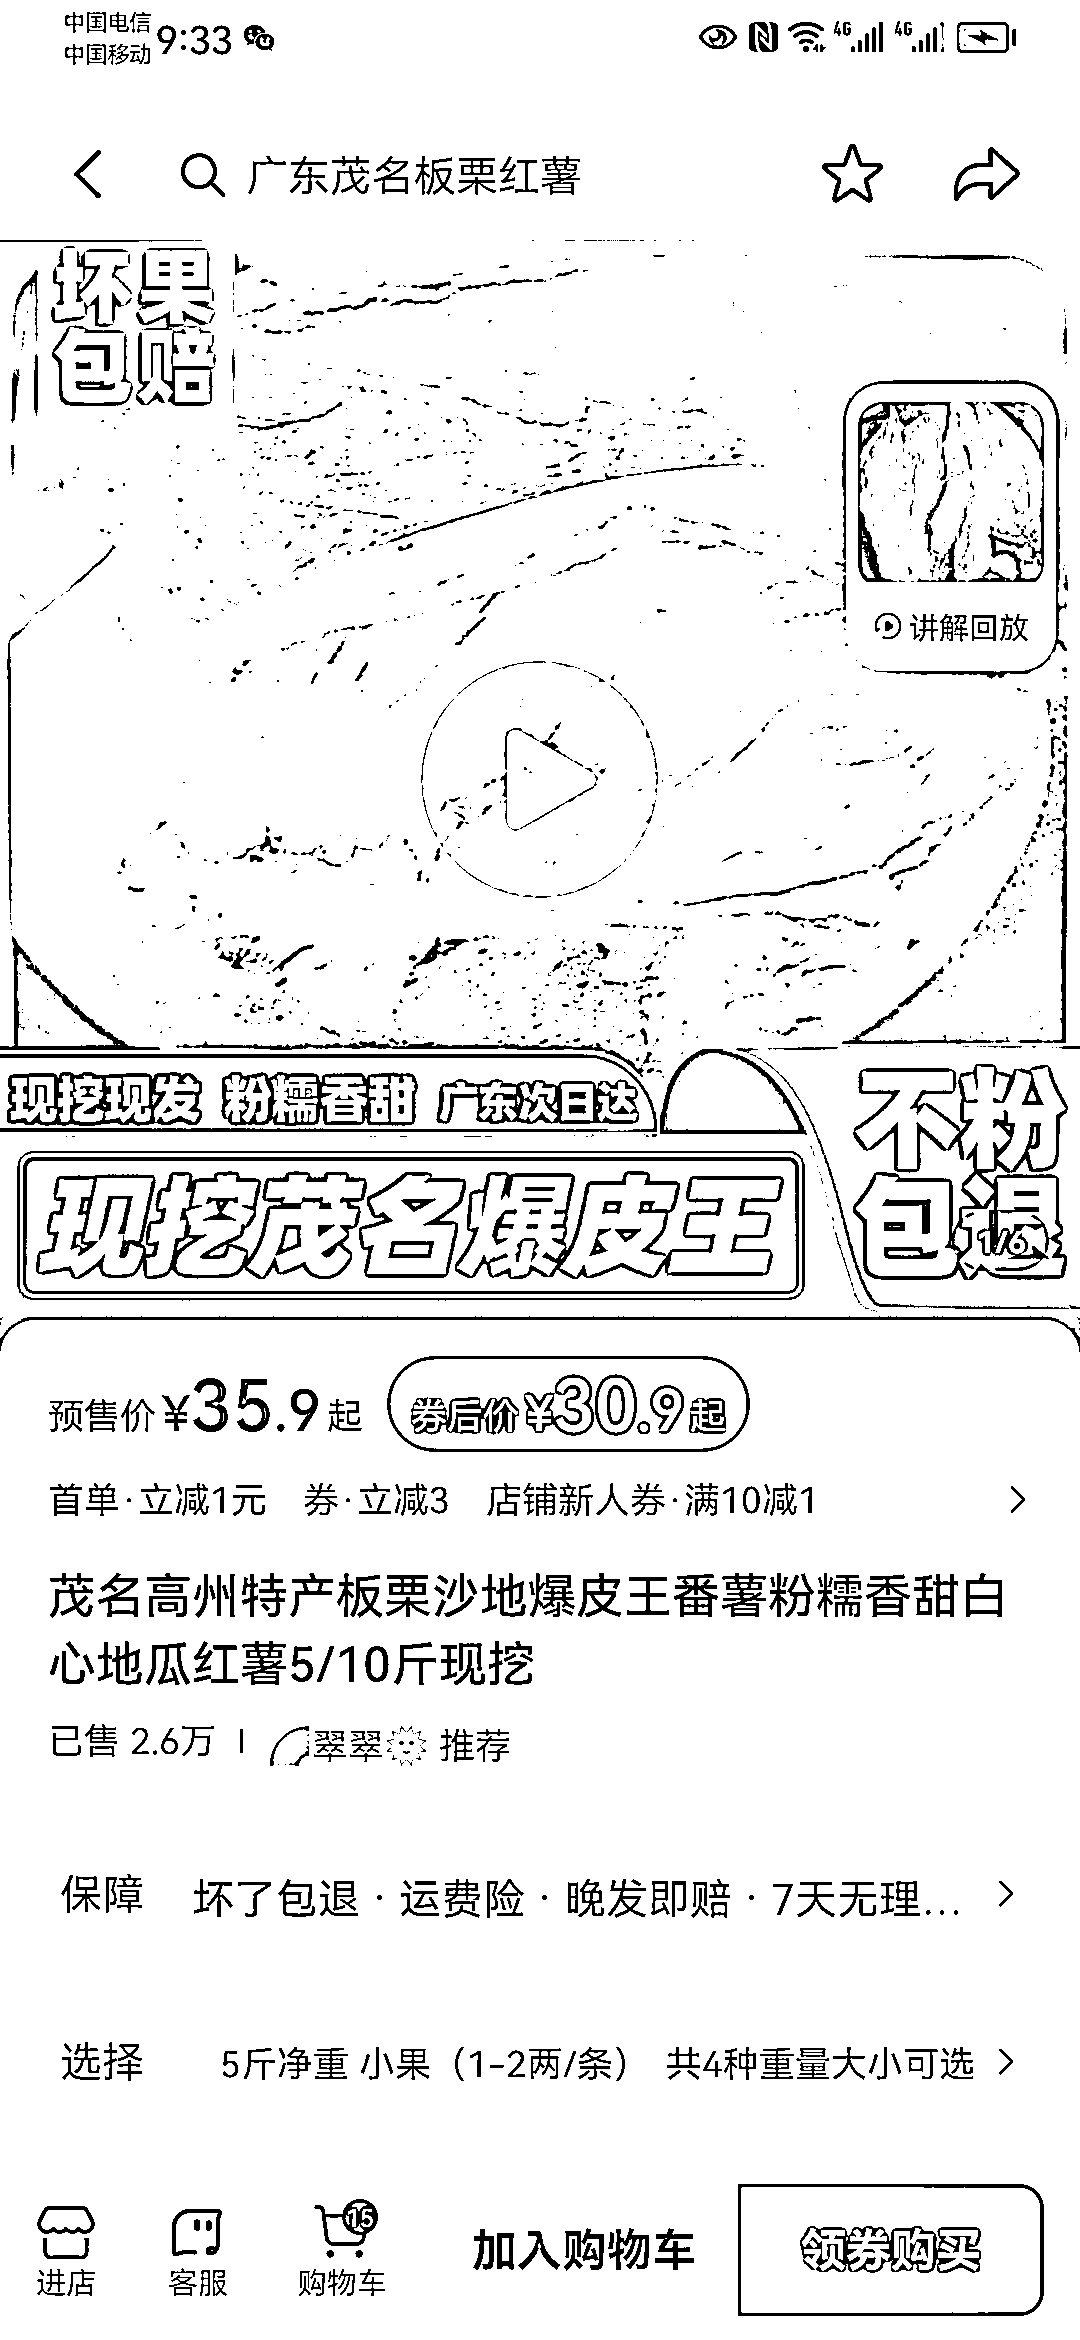 中国电信
中国移动
9:33
4G 4G
广东茂名板栗红薯
坏果
包赔
讲解回放
现挖现发 粉糯香甜 广东次日达
不粉
包退
现挖茂名爆皮王
1/6
预售价¥35.9起 券后价¥30.9起
首单·立减1元 券·立减3 店铺新人券·满10减1
茂名高州特产板栗沙地爆皮王番薯粉糯香甜白
心地瓜红薯5/10斤现挖
已售 2.6万 | 翠翠 推荐
保障 坏了包退 · 运费险 · 晚发即赔 · 7天无理...
选择 5斤净重 小果（1-2两/条） 共4种重量大小可选
15
进店 客服 购物车 加入购物车 领券购买